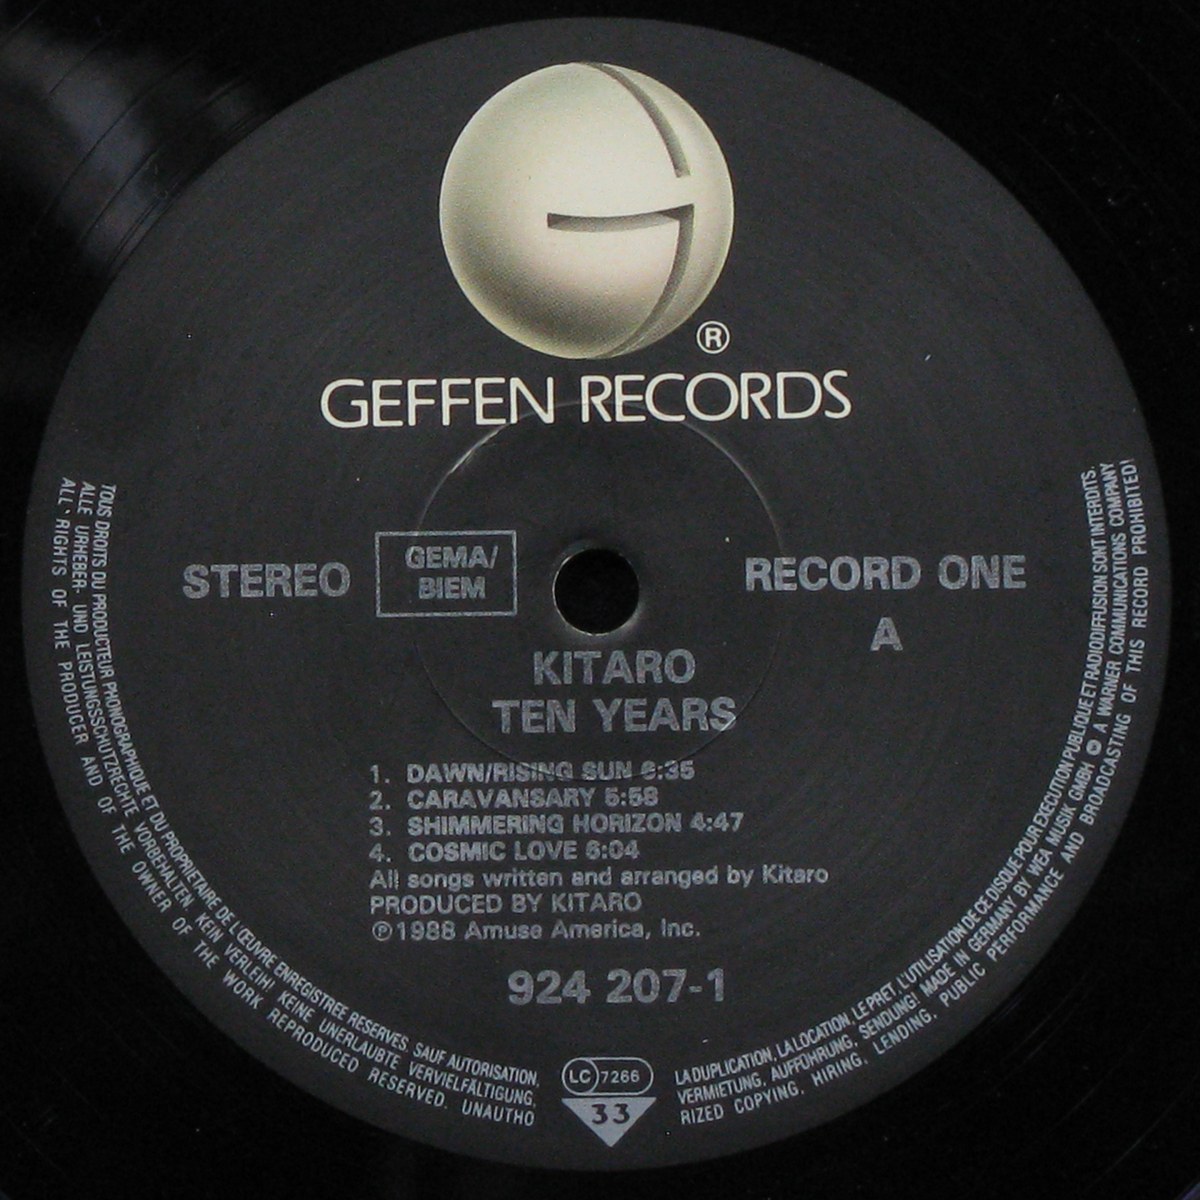 ®
GEFFEN RECORDS
STEREO
GEMA/
BIEM
RECORD ONE
A
KITARO
TEN YEARS
1. DAWN/RISING SUN 6:35
2. CARAVANSARY 5:58
3. SHIMMERING HORIZON 4:47
4. COSMIC LOVE 6:04
All songs written and arranged by Kitaro
PRODUCED BY KITARO
℗1988 Amuse America, Inc.
924 207-1
LC 7266
33
TOUS DROITS DU PRODUCTEUR PHONOGRAPHIQUE ET DU PROPRIETAIRE DE L'ŒUVRE ENREGISTREE RESERVES. SAUF AUTORISATION, LA DUPLICATION, LA LOCATION, LE PRET, L'UTILISATION DE CE DISQUE POUR EXECUTION PUBLIQUE ET RADIODIFFUSION SONT INTERDITS.
ALLE URHEBER- UND LEISTUNGSSCHUTZRECHTE VORBEHALTEN KEIN VERLEIH! KEINE UNERLAUBTE VERVIELFÄLTIGUNG, VERMIETUNG, AUFFÜHRUNG, SENDUNG! MADE IN GERMANY BY WEA MUSIK GMBH A WARNER COMMUNICATIONS COMPANY
ALL RIGHTS OF THE PRODUCER AND OF THE OWNER OF THE WORK REPRODUCED RESERVED. UNAUTHORIZED COPYING, HIRING, LENDING, PUBLIC PERFORMANCE AND BROADCASTING OF THIS RECORD PROHIBITED!